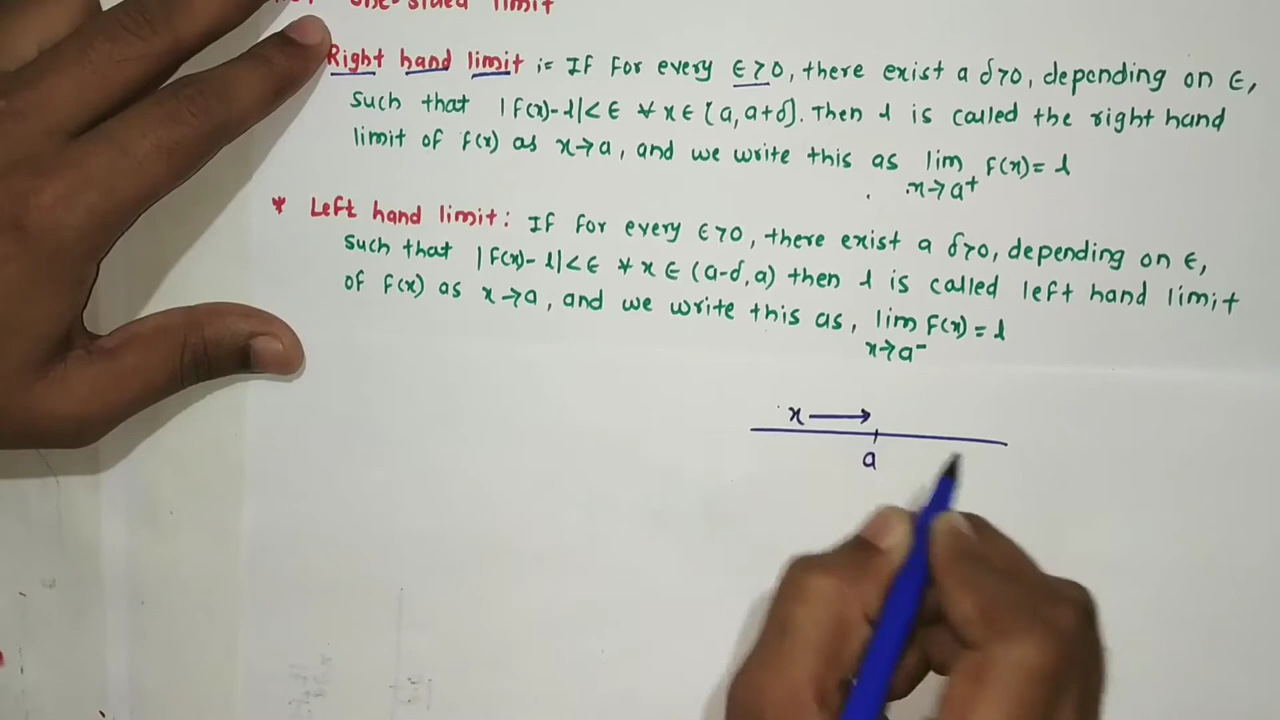 one-sided limit
Right hand limit := If for every ϵ>0, there exist a δ>0, depending on ϵ,
Such that |f(x)-l|<ϵ ∀ x ∈ [a, a+δ]. Then l is called the right hand
limit of f(x) as x→a, and we write this as lim f(x)= l
x→a⁺
* Left hand limit: If for every ϵ>0, there exist a δ>0, depending on ϵ,
Such that |f(x)- l|<ϵ ∀ x ∈ (a-δ, a) then l is called left hand limit
of f(x) as x→a, and we write this as, lim f(x) = l
x→a⁻
x →
a